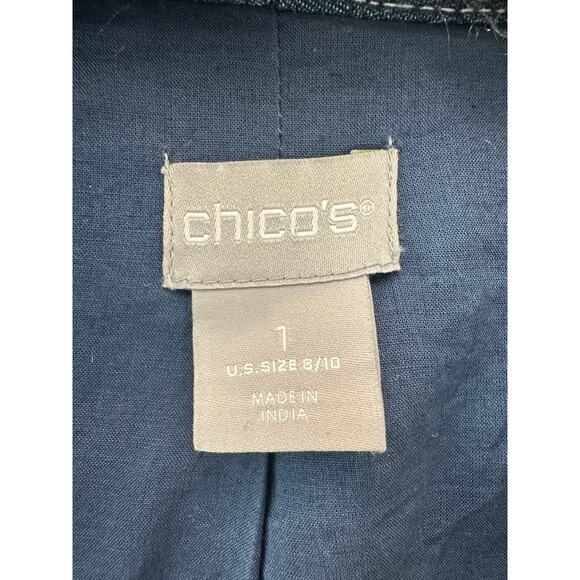 chico's®
1
U.S. SIZE 8/10
MADE IN
INDIA